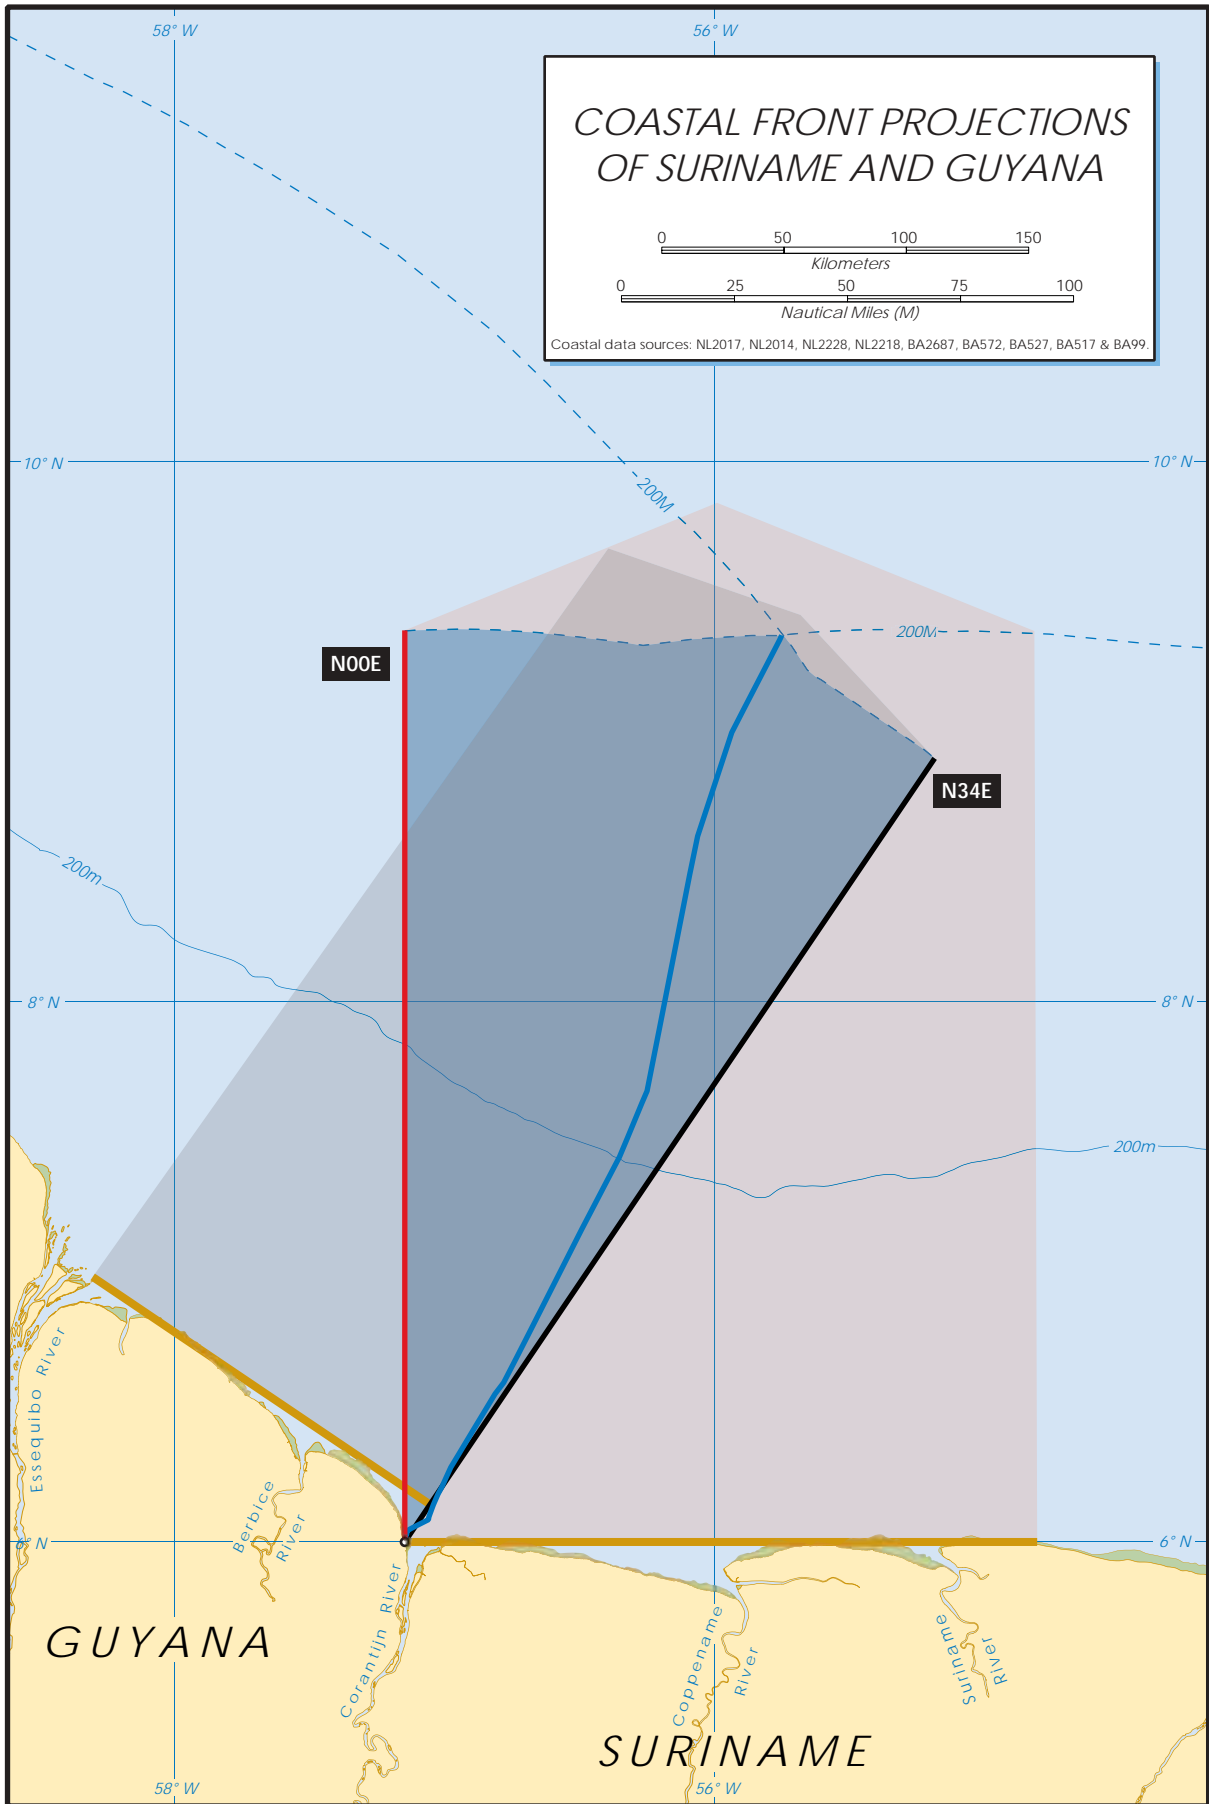 58° W
56° W
COASTAL FRONT PROJECTIONS
OF SURINAME AND GUYANA
0 50 100 150
Kilometers
0 25 50 75 100
Nautical Miles (M)
Coastal data sources: NL2017, NL2014, NL2228, NL2218, BA2687, BA572, BA527, BA517 & BA99.
10° N
10° N
200M
200M
N00E
N34E
200m
8° N
8° N
200m
Essequibo River
Berbice
River
6° N
6° N
Corantijn River
Coppename
River
Suriname
River
GUYANA
SURINAME
58° W
56° W